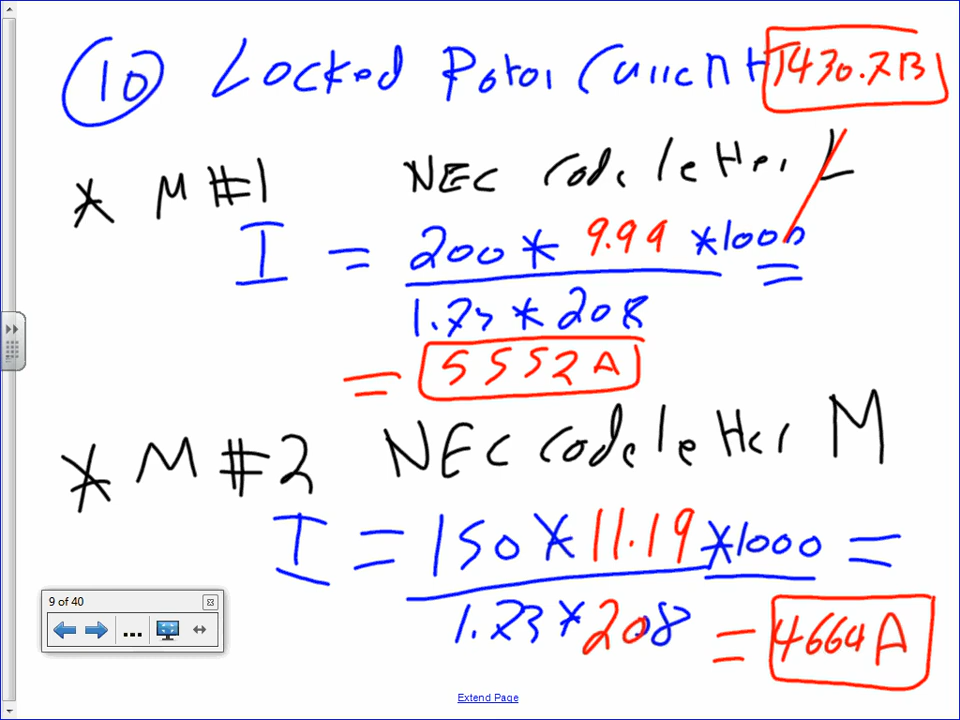 10 Locked Rotor Current T430.7B
* M #1 NEC code letter L
I = 200 * 9.99 *1000 =
1.73 * 208
= 5552A
* M #2 NEC code letter M
I = 150 * 11.19 *1000 =
1.73 * 208 = 4664A
9 of 40
...
Extend Page